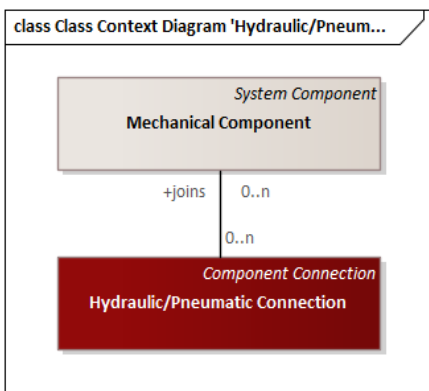 class Class Context Diagram 'Hydraulic/Pneum...
System Component
Mechanical Component
+joins 0..n
0..n
Component Connection
Hydraulic/Pneumatic Connection